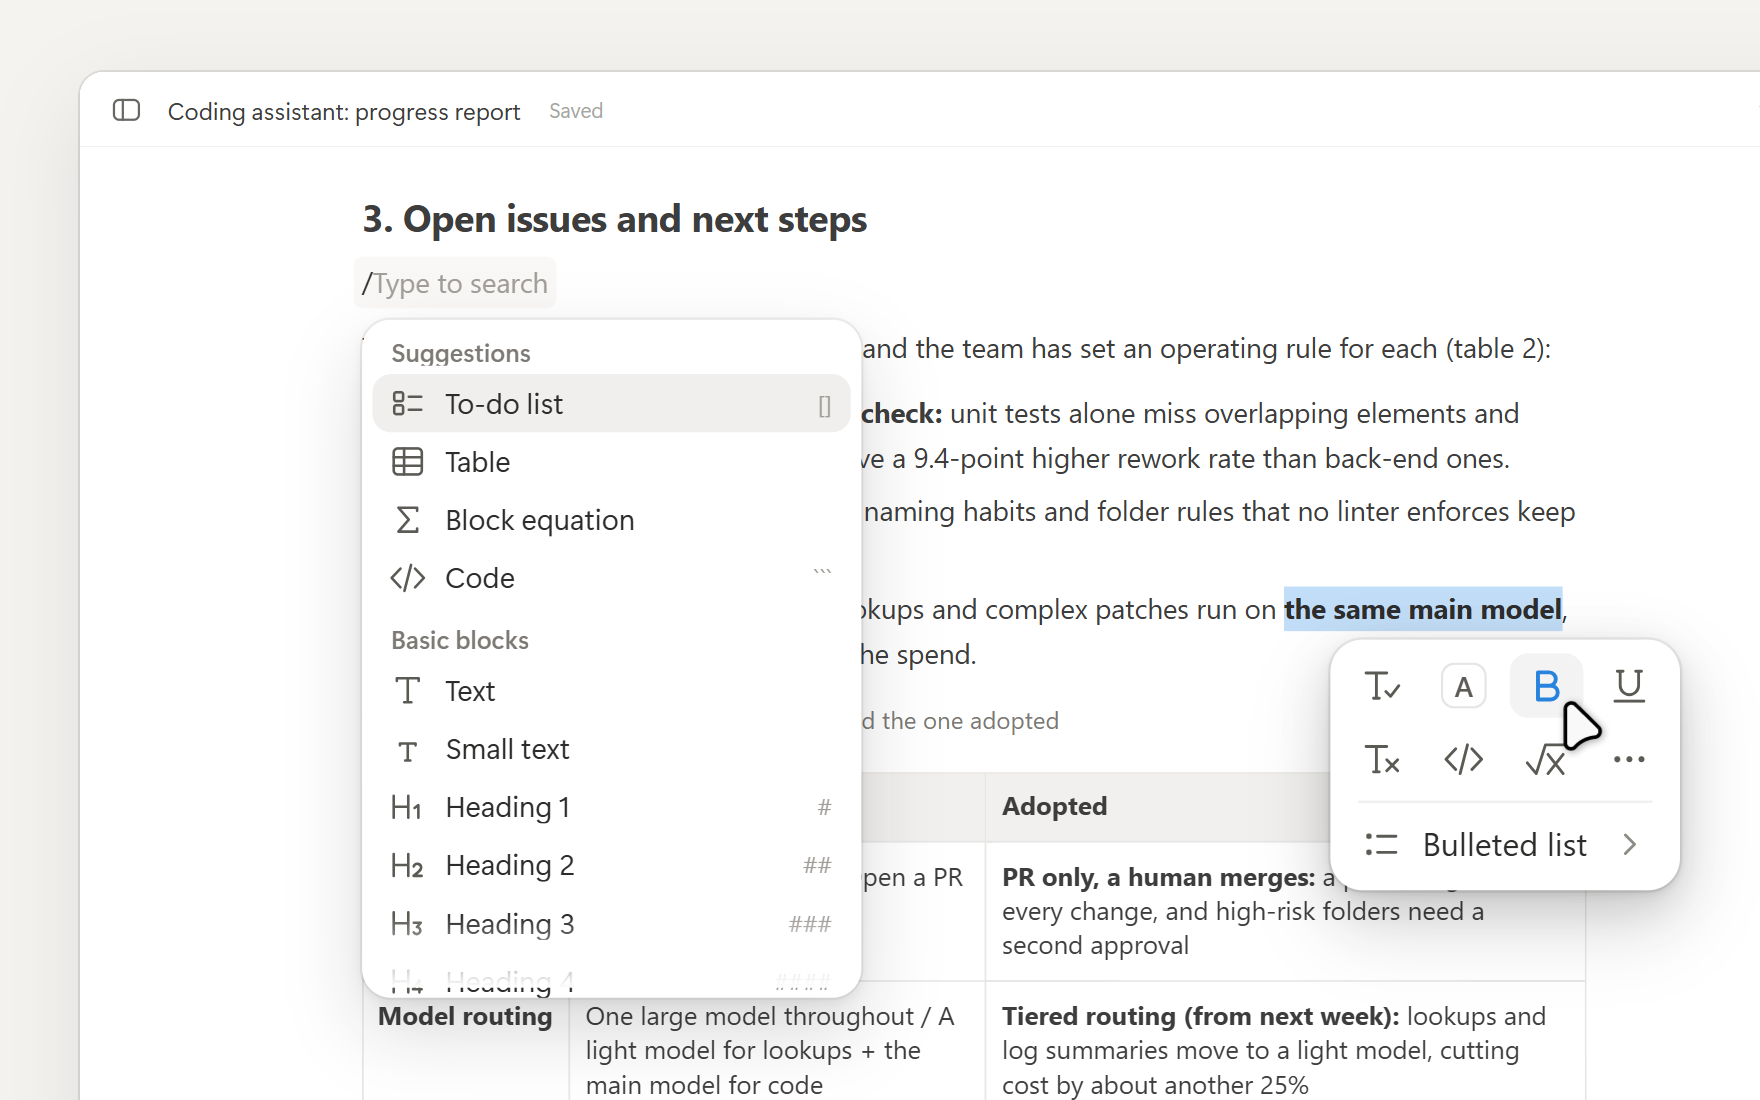 Coding assistant: progress report Saved
3. Open issues and next steps
/Type to search
Suggestions
To-do list []
Table
Block equation
Code ```
Basic blocks
Text
Small text
Heading 1 #
Heading 2 ##
Heading 3 ###
Heading 4 ####
and the team has set an operating rule for each (table 2):
check: unit tests alone miss overlapping elements and
a 9.4-point higher rework rate than back-end ones.
naming habits and folder rules that no linter enforces keep
and complex patches run on the same main model,
spend.
the one adopted
Adopted
a PR
PR only, a human merges: a
every change, and high-risk folders need a
second approval
Model routing
One large model throughout / A
light model for lookups + the
main model for code
Tiered routing (from next week): lookups and
log summaries move to a light model, cutting
cost by about another 25%
A B U
Tx </> √x ...
Bulleted list